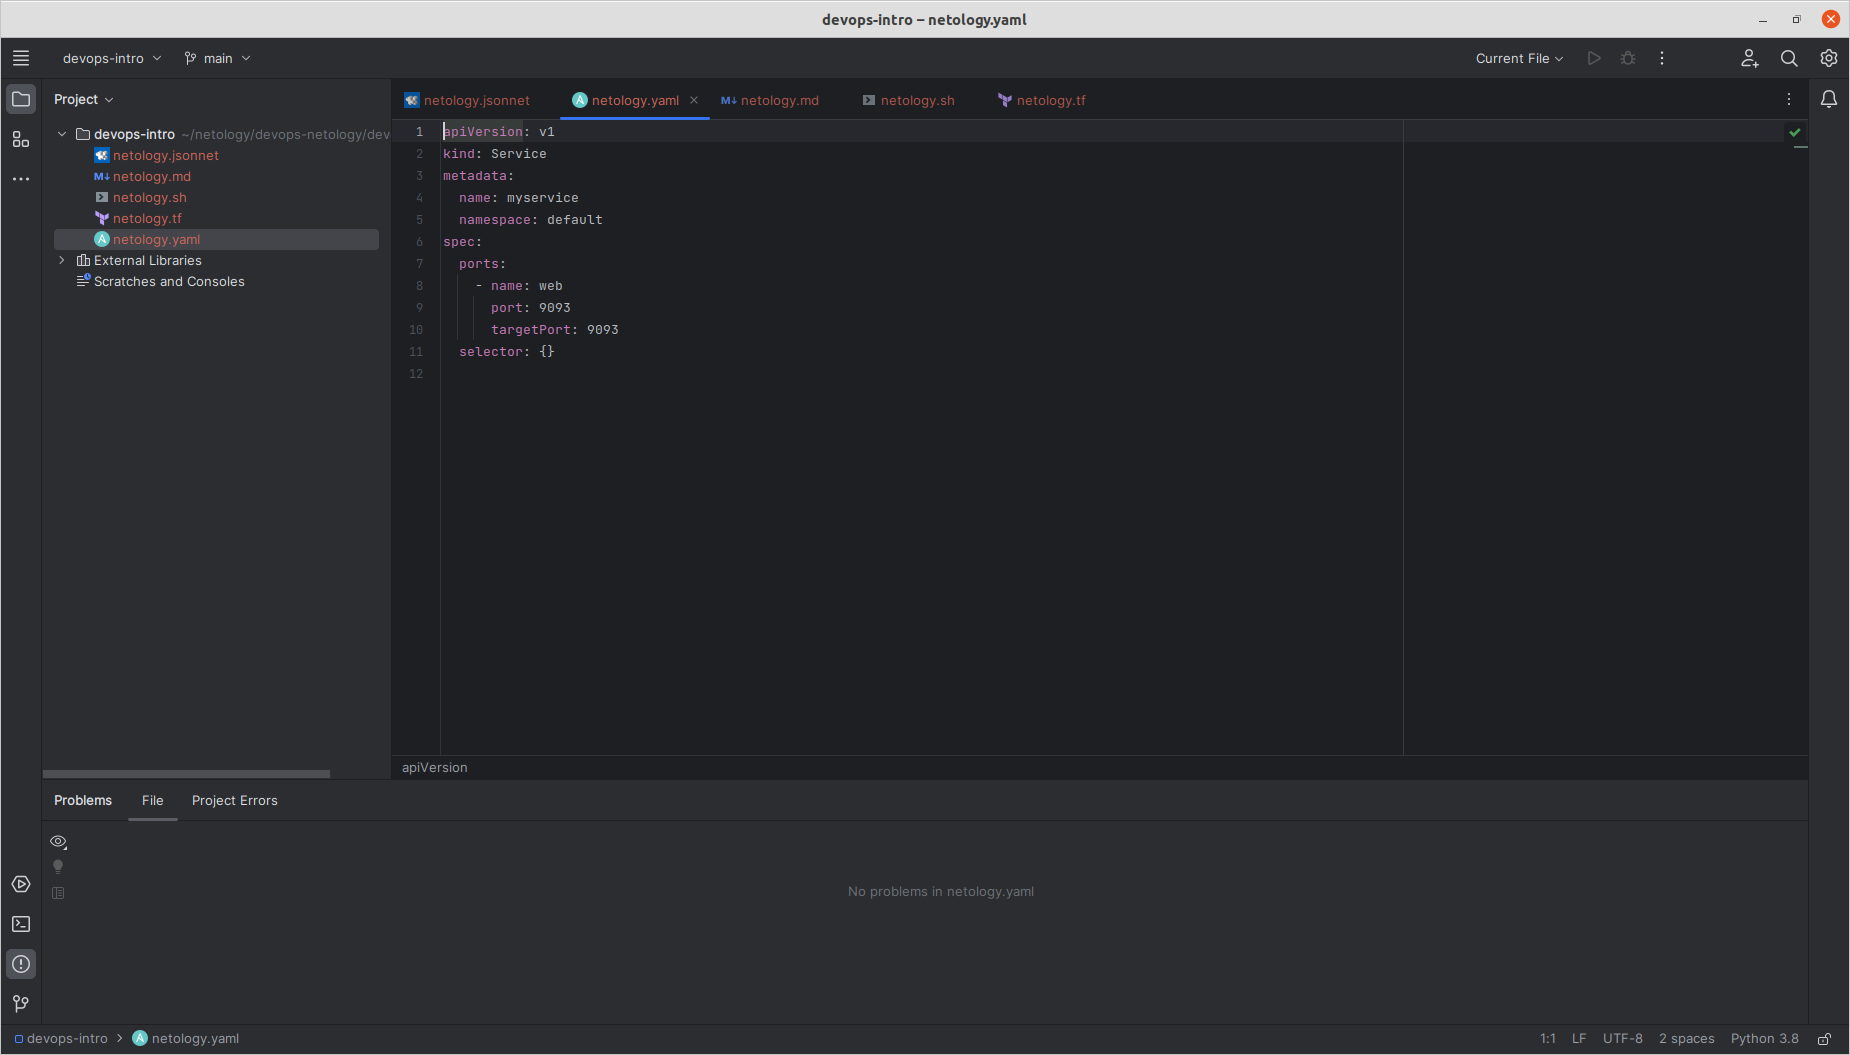 devops-intro – netology.yaml
devops-intro main Current File
Project
netology.jsonnet netology.yaml netology.md netology.sh netology.tf
devops-intro ~/netology/devops-netology/dev
netology.jsonnet
netology.md
netology.sh
netology.tf
netology.yaml
External Libraries
Scratches and Consoles
1 apiVersion: v1
2 kind: Service
3 metadata:
4   name: myservice
5   namespace: default
6 spec:
7   ports:
8     - name: web
9       port: 9093
10       targetPort: 9093
11   selector: {}
12
apiVersion
Problems File Project Errors
No problems in netology.yaml
devops-intro netology.yaml 1:1 LF UTF-8 2 spaces Python 3.8